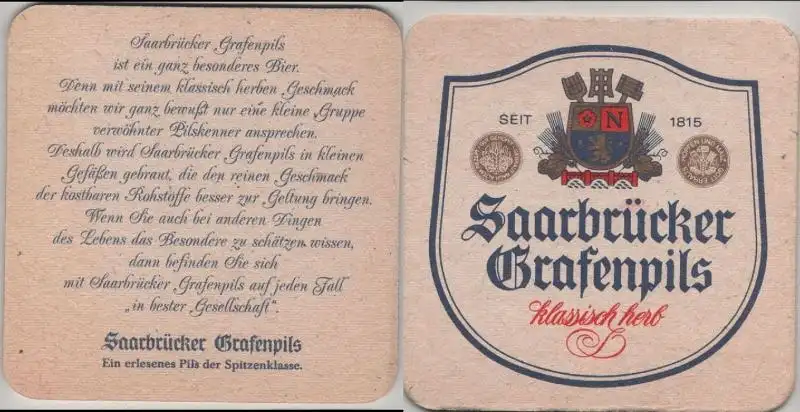 Saarbrücker Grafenpils
ist ein ganz besonderes Bier.
Denn mit seinem klassisch herben Geschmack
möchten wir ganz bewußt nur eine kleine Gruppe
verwöhnter Pilskenner ansprechen.
Deshalb wird Saarbrücker Grafenpils in kleinen
Gefäßen gebraut, die den reinen Geschmack
der kostbaren Rohstoffe besser zur Geltung bringen.
Wenn Sie auch bei anderen Dingen
des Lebens das Besondere zu schätzen wissen,
dann befinden Sie sich
mit Saarbrücker Grafenpils auf jeden Fall
„in bester Gesellschaft".
Saarbrücker Grafenpils
Ein erlesenes Pils der Spitzenklasse.
SEIT 1815
N
Saarbrücker
Grafenpils
klassisch herb